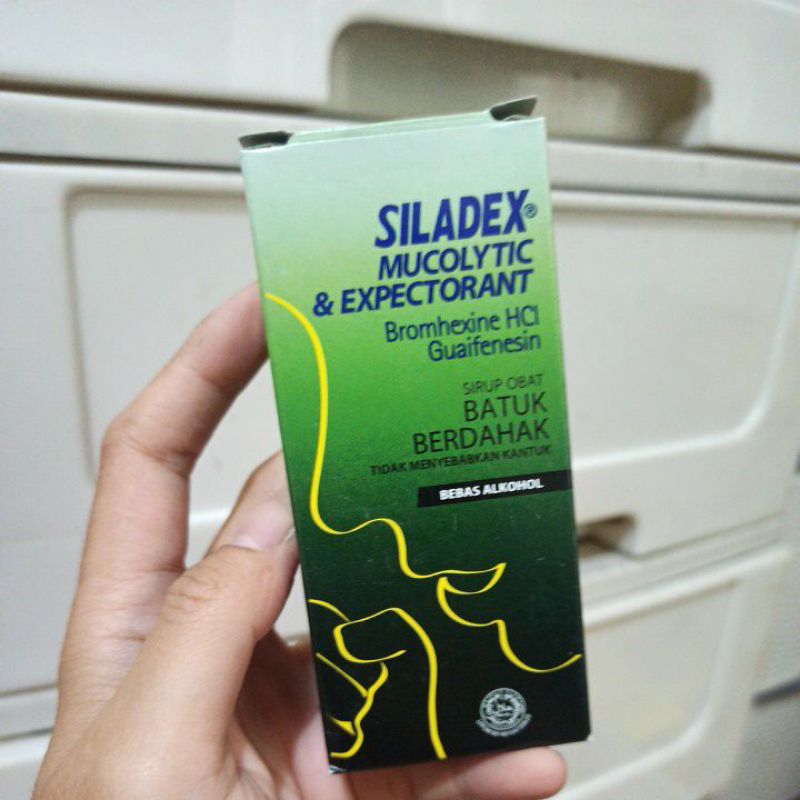 SILADEX®
MUCOLYTIC
& EXPECTORANT
Bromhexine HCl
Guaifenesin
SIRUP OBAT
BATUK
BERDAHAK
TIDAK MENYEBABKAN KANTUK
BEBAS ALKOHOL